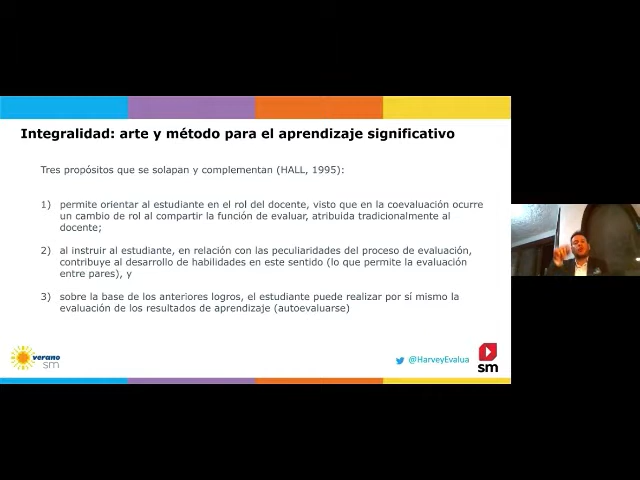 Integralidad: arte y método para el aprendizaje significativo
Tres propósitos que se solapan y complementan (HALL, 1995):
1) permite orientar al estudiante en el rol del docente, visto que en la coevaluación ocurre
un cambio de rol al compartir la función de evaluar, atribuida tradicionalmente al
docente;
2) al instruir al estudiante, en relación con las peculiaridades del proceso de evaluación,
contribuye al desarrollo de habilidades en este sentido (lo que permite la evaluación
entre pares), y
3) sobre la base de los anteriores logros, el estudiante puede realizar por sí mismo la
evaluación de los resultados de aprendizaje (autoevaluarse)
verano
sm
@HarveyEvalua
sm